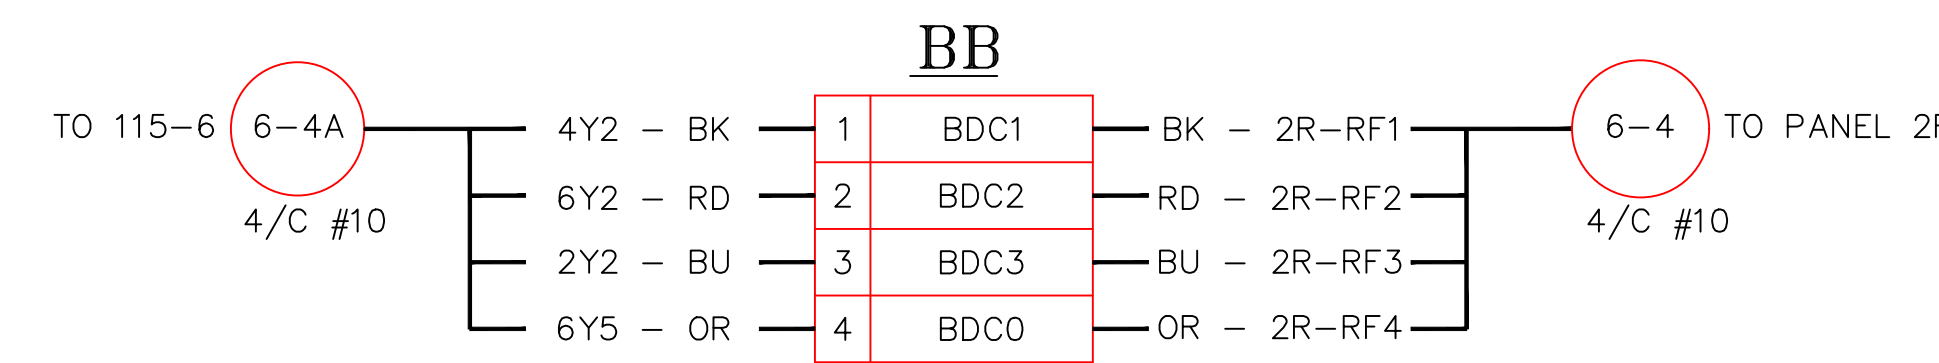 BB
TO 115-6 6-4A 4Y2 - BK 1 BDC1 BK - 2R-RF1 6-4 TO PANEL
6Y2 - RD 2 BDC2 RD - 2R-RF2
4/C #10 4/C #10
2Y2 - BU 3 BDC3 BU - 2R-RF3
6Y5 - OR 4 BDC0 OR - 2R-RF4